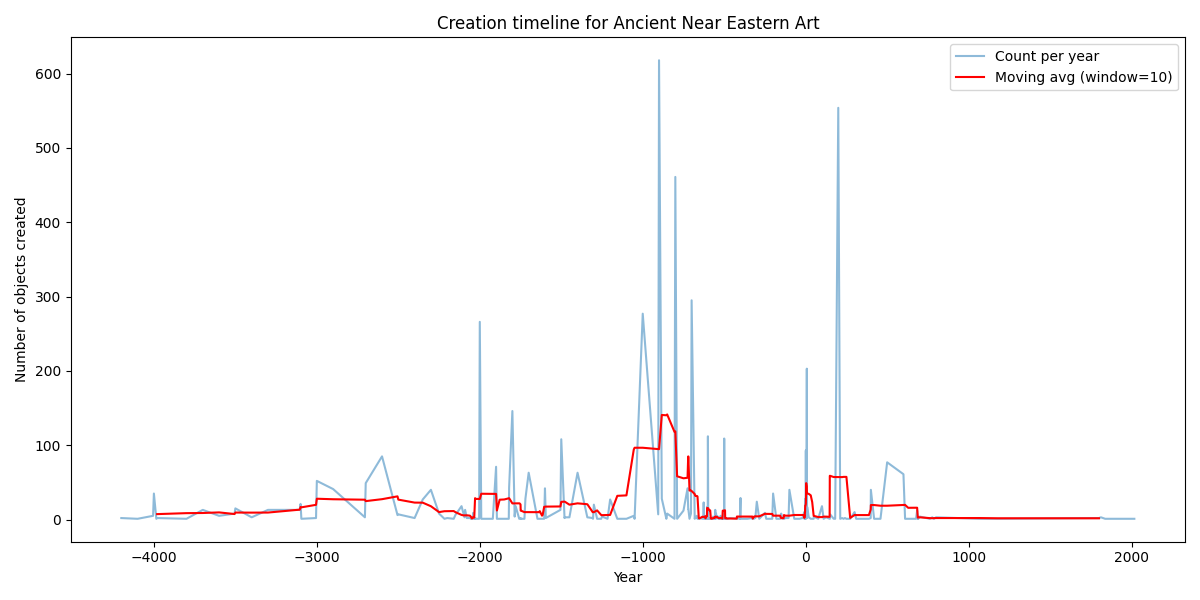 Creation timeline for Ancient Near Eastern Art
Count per year
Moving avg (window=10)
Number of objects created
600
500
400
300
200
100
0
−4000 −3000 −2000 −1000 0 1000 2000
Year